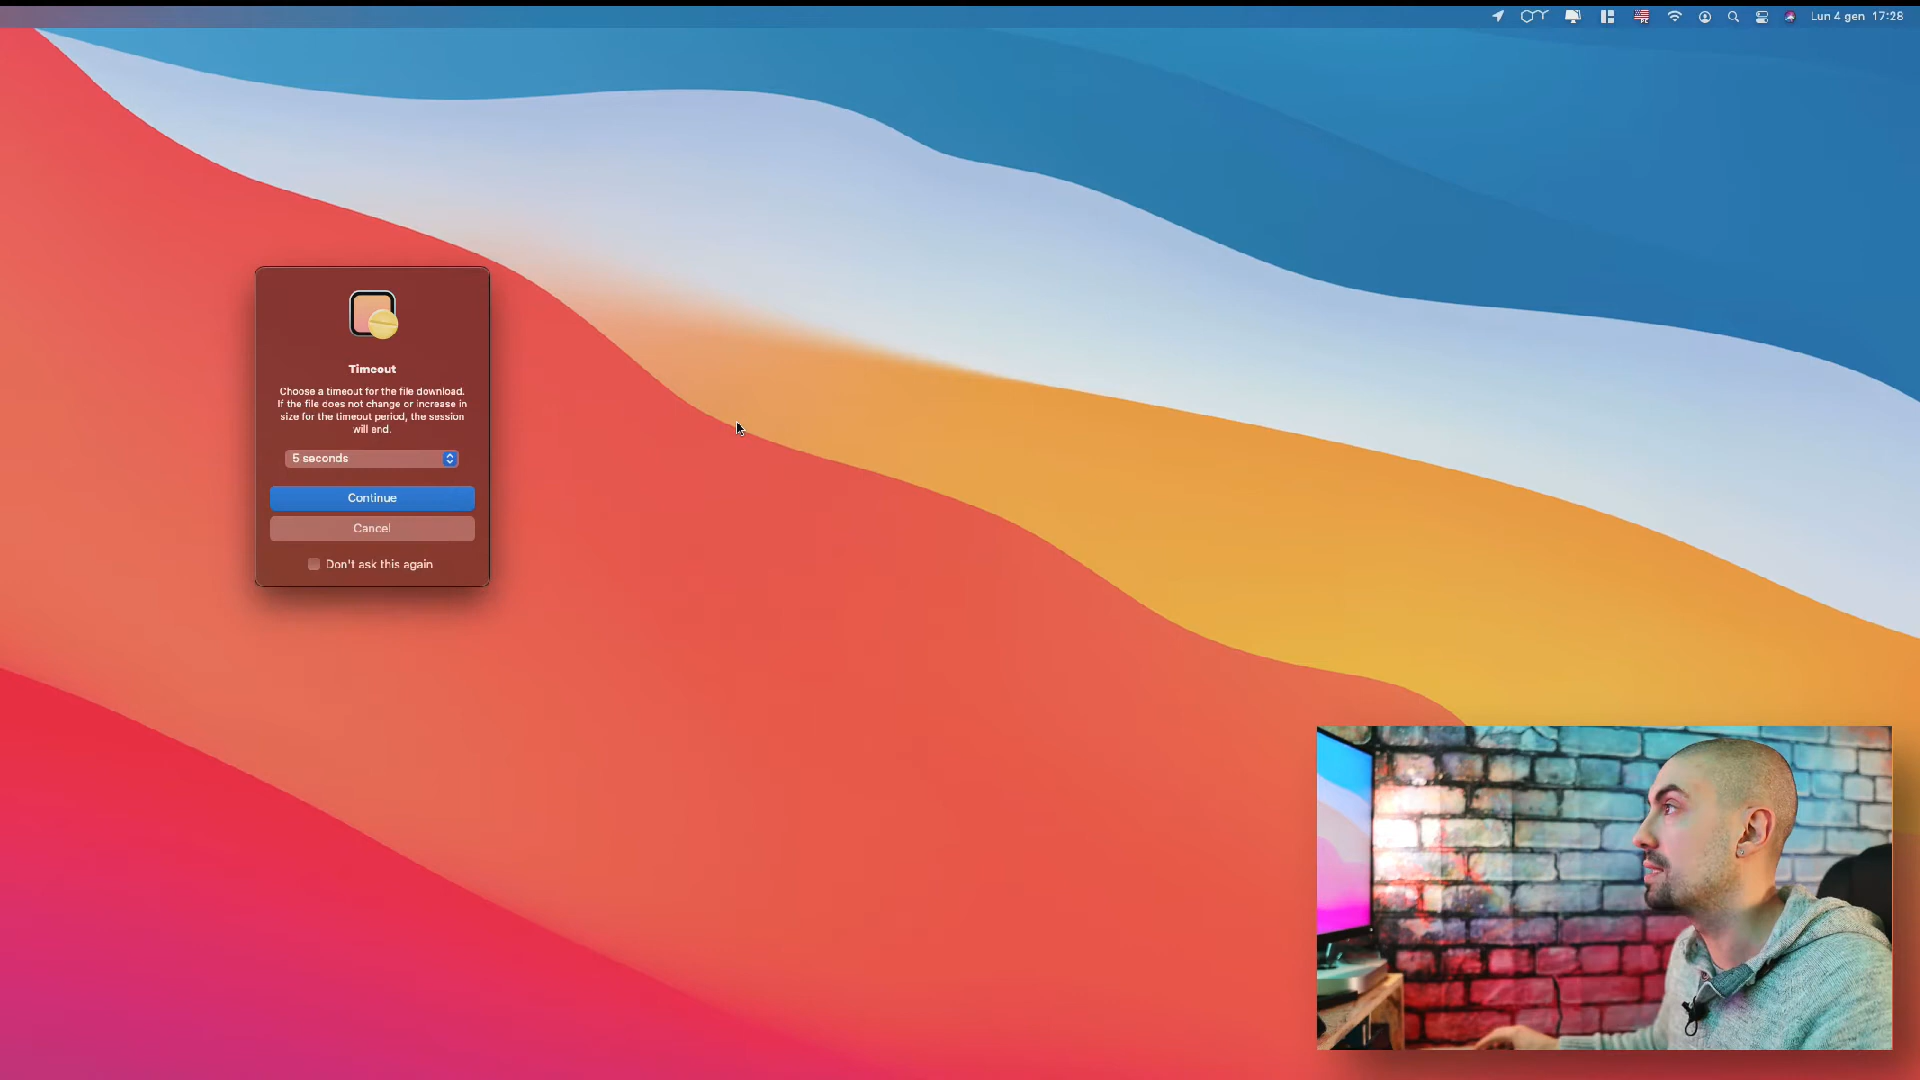 Lun 4 gen 17:28
Timeout
Choose a timeout for the file download.
If the file does not change or increase in
size for the timeout period, the session
will end.
5 seconds
Continue
Cancel
Don't ask this again